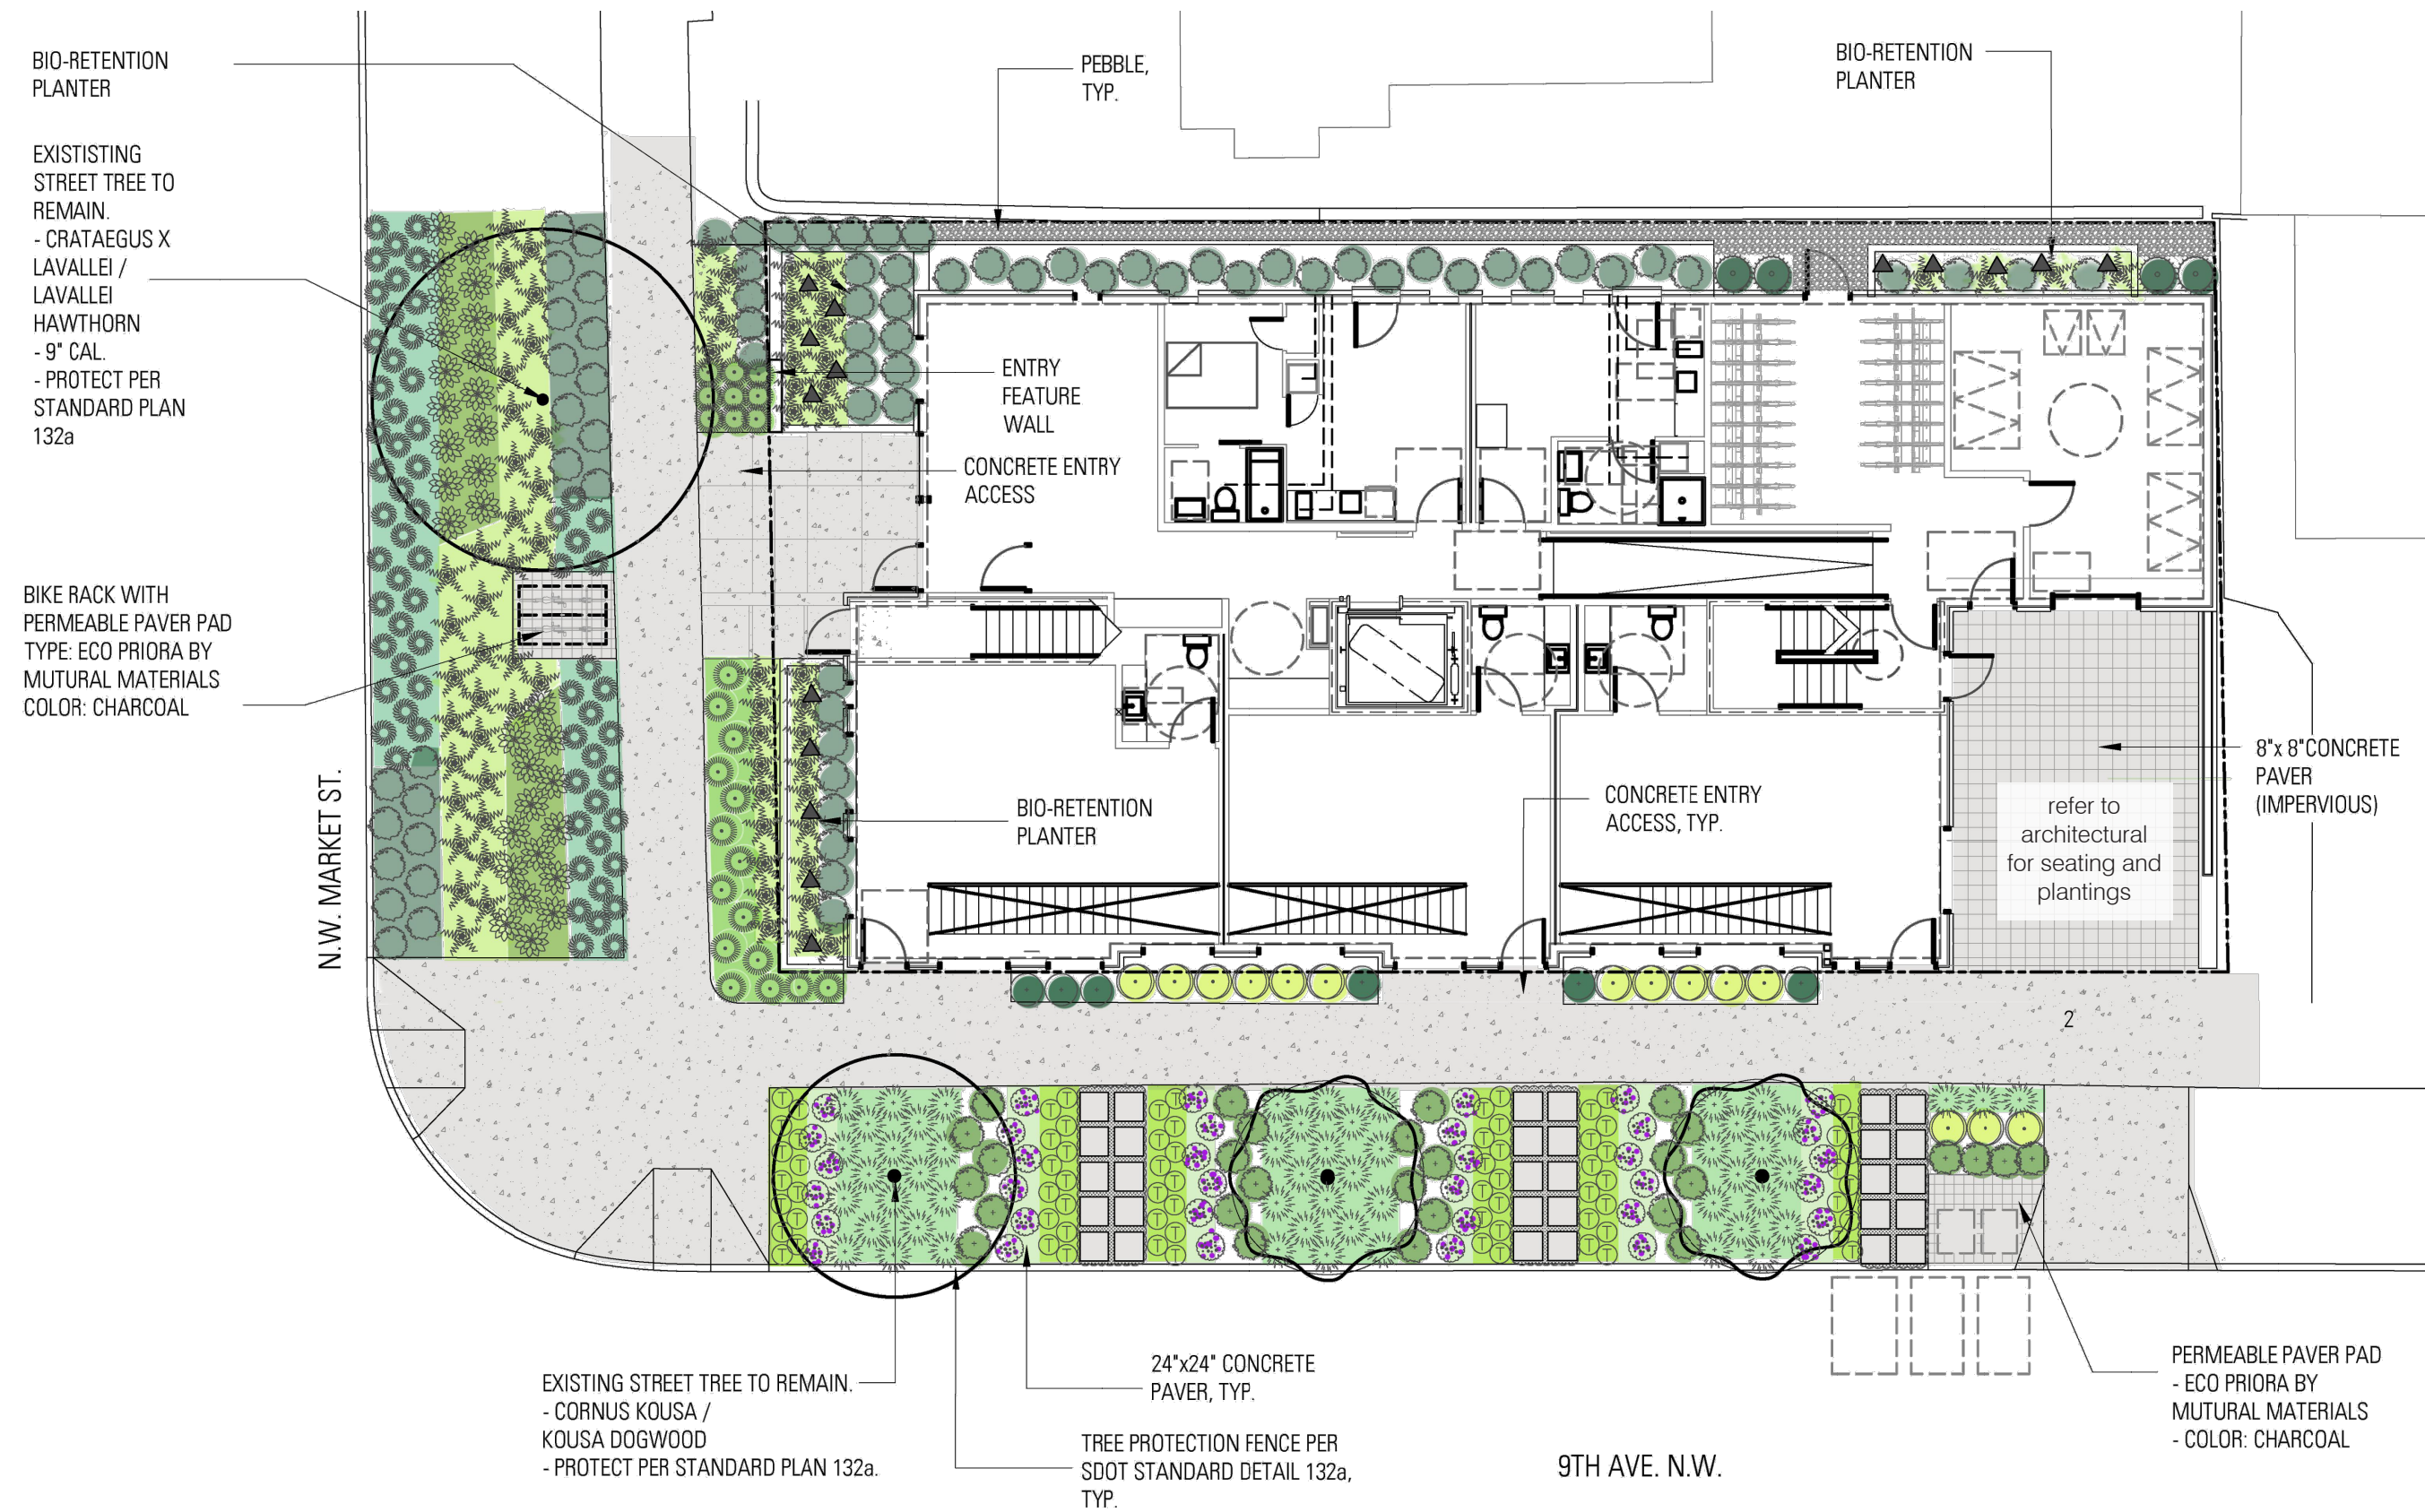 BIO-RETENTION
PLANTER
EXISTISTING
STREET TREE TO
REMAIN.
- CRATAEGUS X
LAVALLEI /
LAVALLEI
HAWTHORN
- 9" CAL.
- PROTECT PER
STANDARD PLAN
132a
BIKE RACK WITH
PERMEABLE PAVER PAD
TYPE: ECO PRIORA BY
MUTURAL MATERIALS
COLOR: CHARCOAL
N.W. MARKET ST.
PEBBLE,
TYP.
BIO-RETENTION
PLANTER
ENTRY
FEATURE
WALL
CONCRETE ENTRY
ACCESS
BIO-RETENTION
PLANTER
CONCRETE ENTRY
ACCESS, TYP.
8"x 8"CONCRETE
PAVER
(IMPERVIOUS)
refer to
architectural
for seating and
plantings
2
EXISTING STREET TREE TO REMAIN.
- CORNUS KOUSA /
KOUSA DOGWOOD
- PROTECT PER STANDARD PLAN 132a.
24"x24" CONCRETE
PAVER, TYP.
TREE PROTECTION FENCE PER
SDOT STANDARD DETAIL 132a,
TYP.
9TH AVE. N.W.
PERMEABLE PAVER PAD
- ECO PRIORA BY
MUTURAL MATERIALS
- COLOR: CHARCOAL